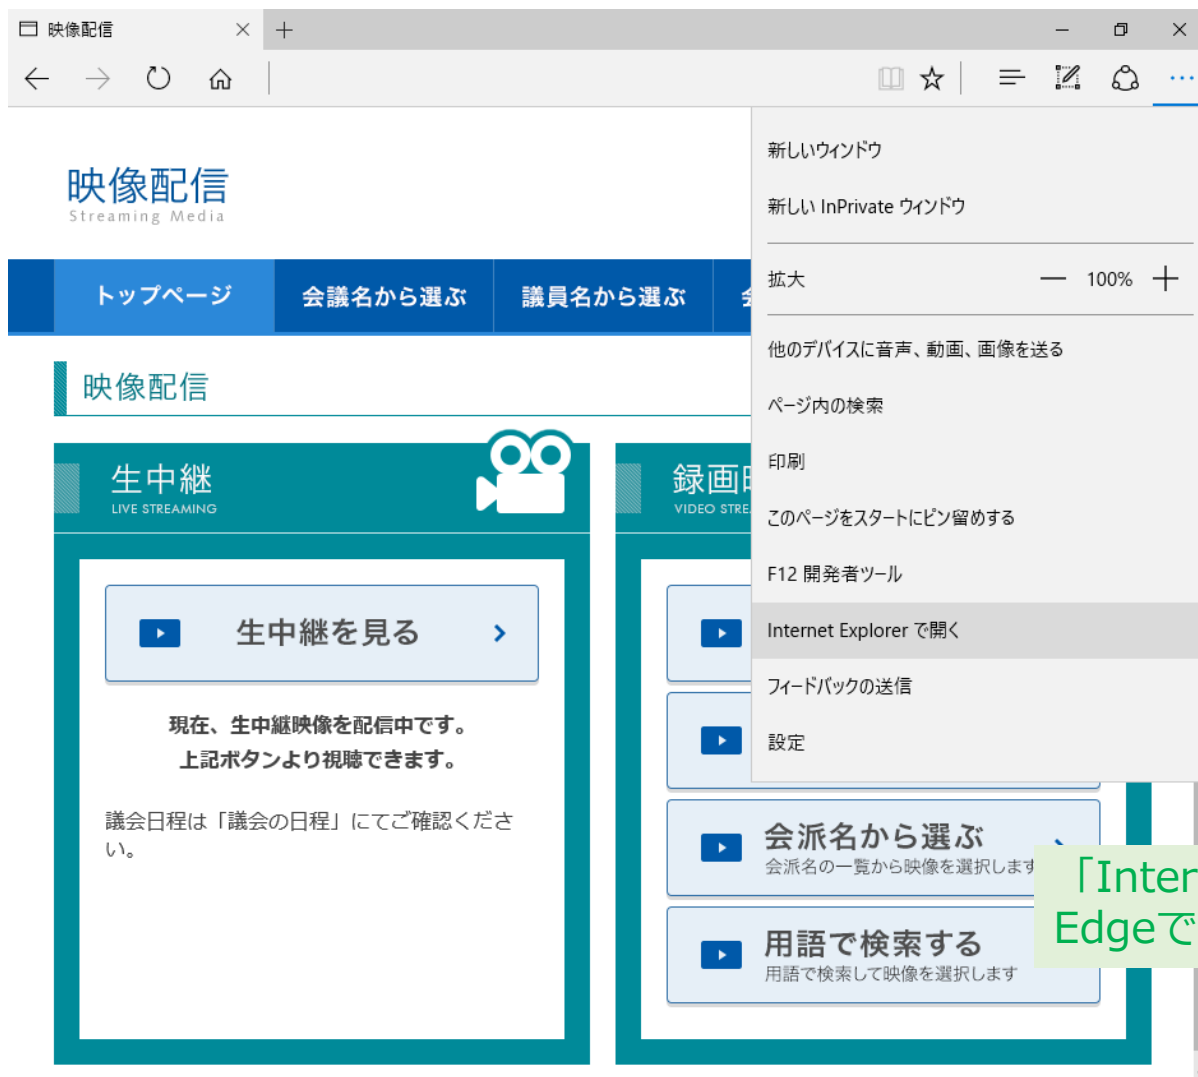 映像配信
映像配信
Streaming Media
トップページ
会議名から選ぶ
議員名から選ぶ
新しいウィンドウ
新しい InPrivate ウィンドウ
拡大
100%
他のデバイスに音声、動画、画像を送る
ページ内の検索
印刷
このページをスタートにピン留めする
F12 開発者ツール
Internet Explorer で開く
フィードバックの送信
設定
映像配信
生中継
LIVE STREAMING
生中継を見る
現在、生中継映像を配信中です。
上記ボタンより視聴できます。
議会日程は「議会の日程」にてご確認くださ
い。
録画
VIDEO STRE
会派名から選ぶ
会派名の一覧から映像を選択します
用語で検索する
用語で検索して映像を選択します
「Inter
Edgeで